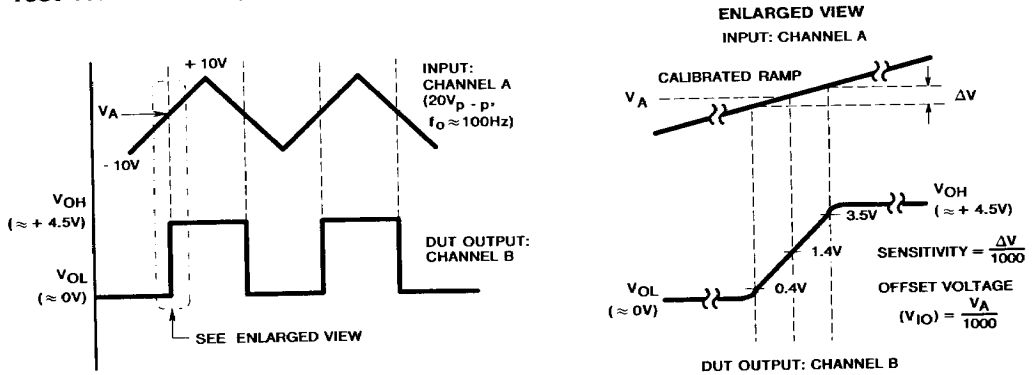 + 10V
INPUT:
CHANNEL A
(20Vp - p,
fo ≈ 100Hz)
VA
- 10V
VOH
(≈ + 4.5V)
DUT OUTPUT:
CHANNEL B
VOL
(≈ 0V)
SEE ENLARGED VIEW
ENLARGED VIEW
INPUT: CHANNEL A
CALIBRATED RAMP
VA
ΔV
VOH
(≈ + 4.5V)
3.5V
1.4V
SENSITIVITY = ΔV/1000
0.4V
VOL
(≈ 0V)
OFFSET VOLTAGE
(VIO) = VA/1000
DUT OUTPUT: CHANNEL B